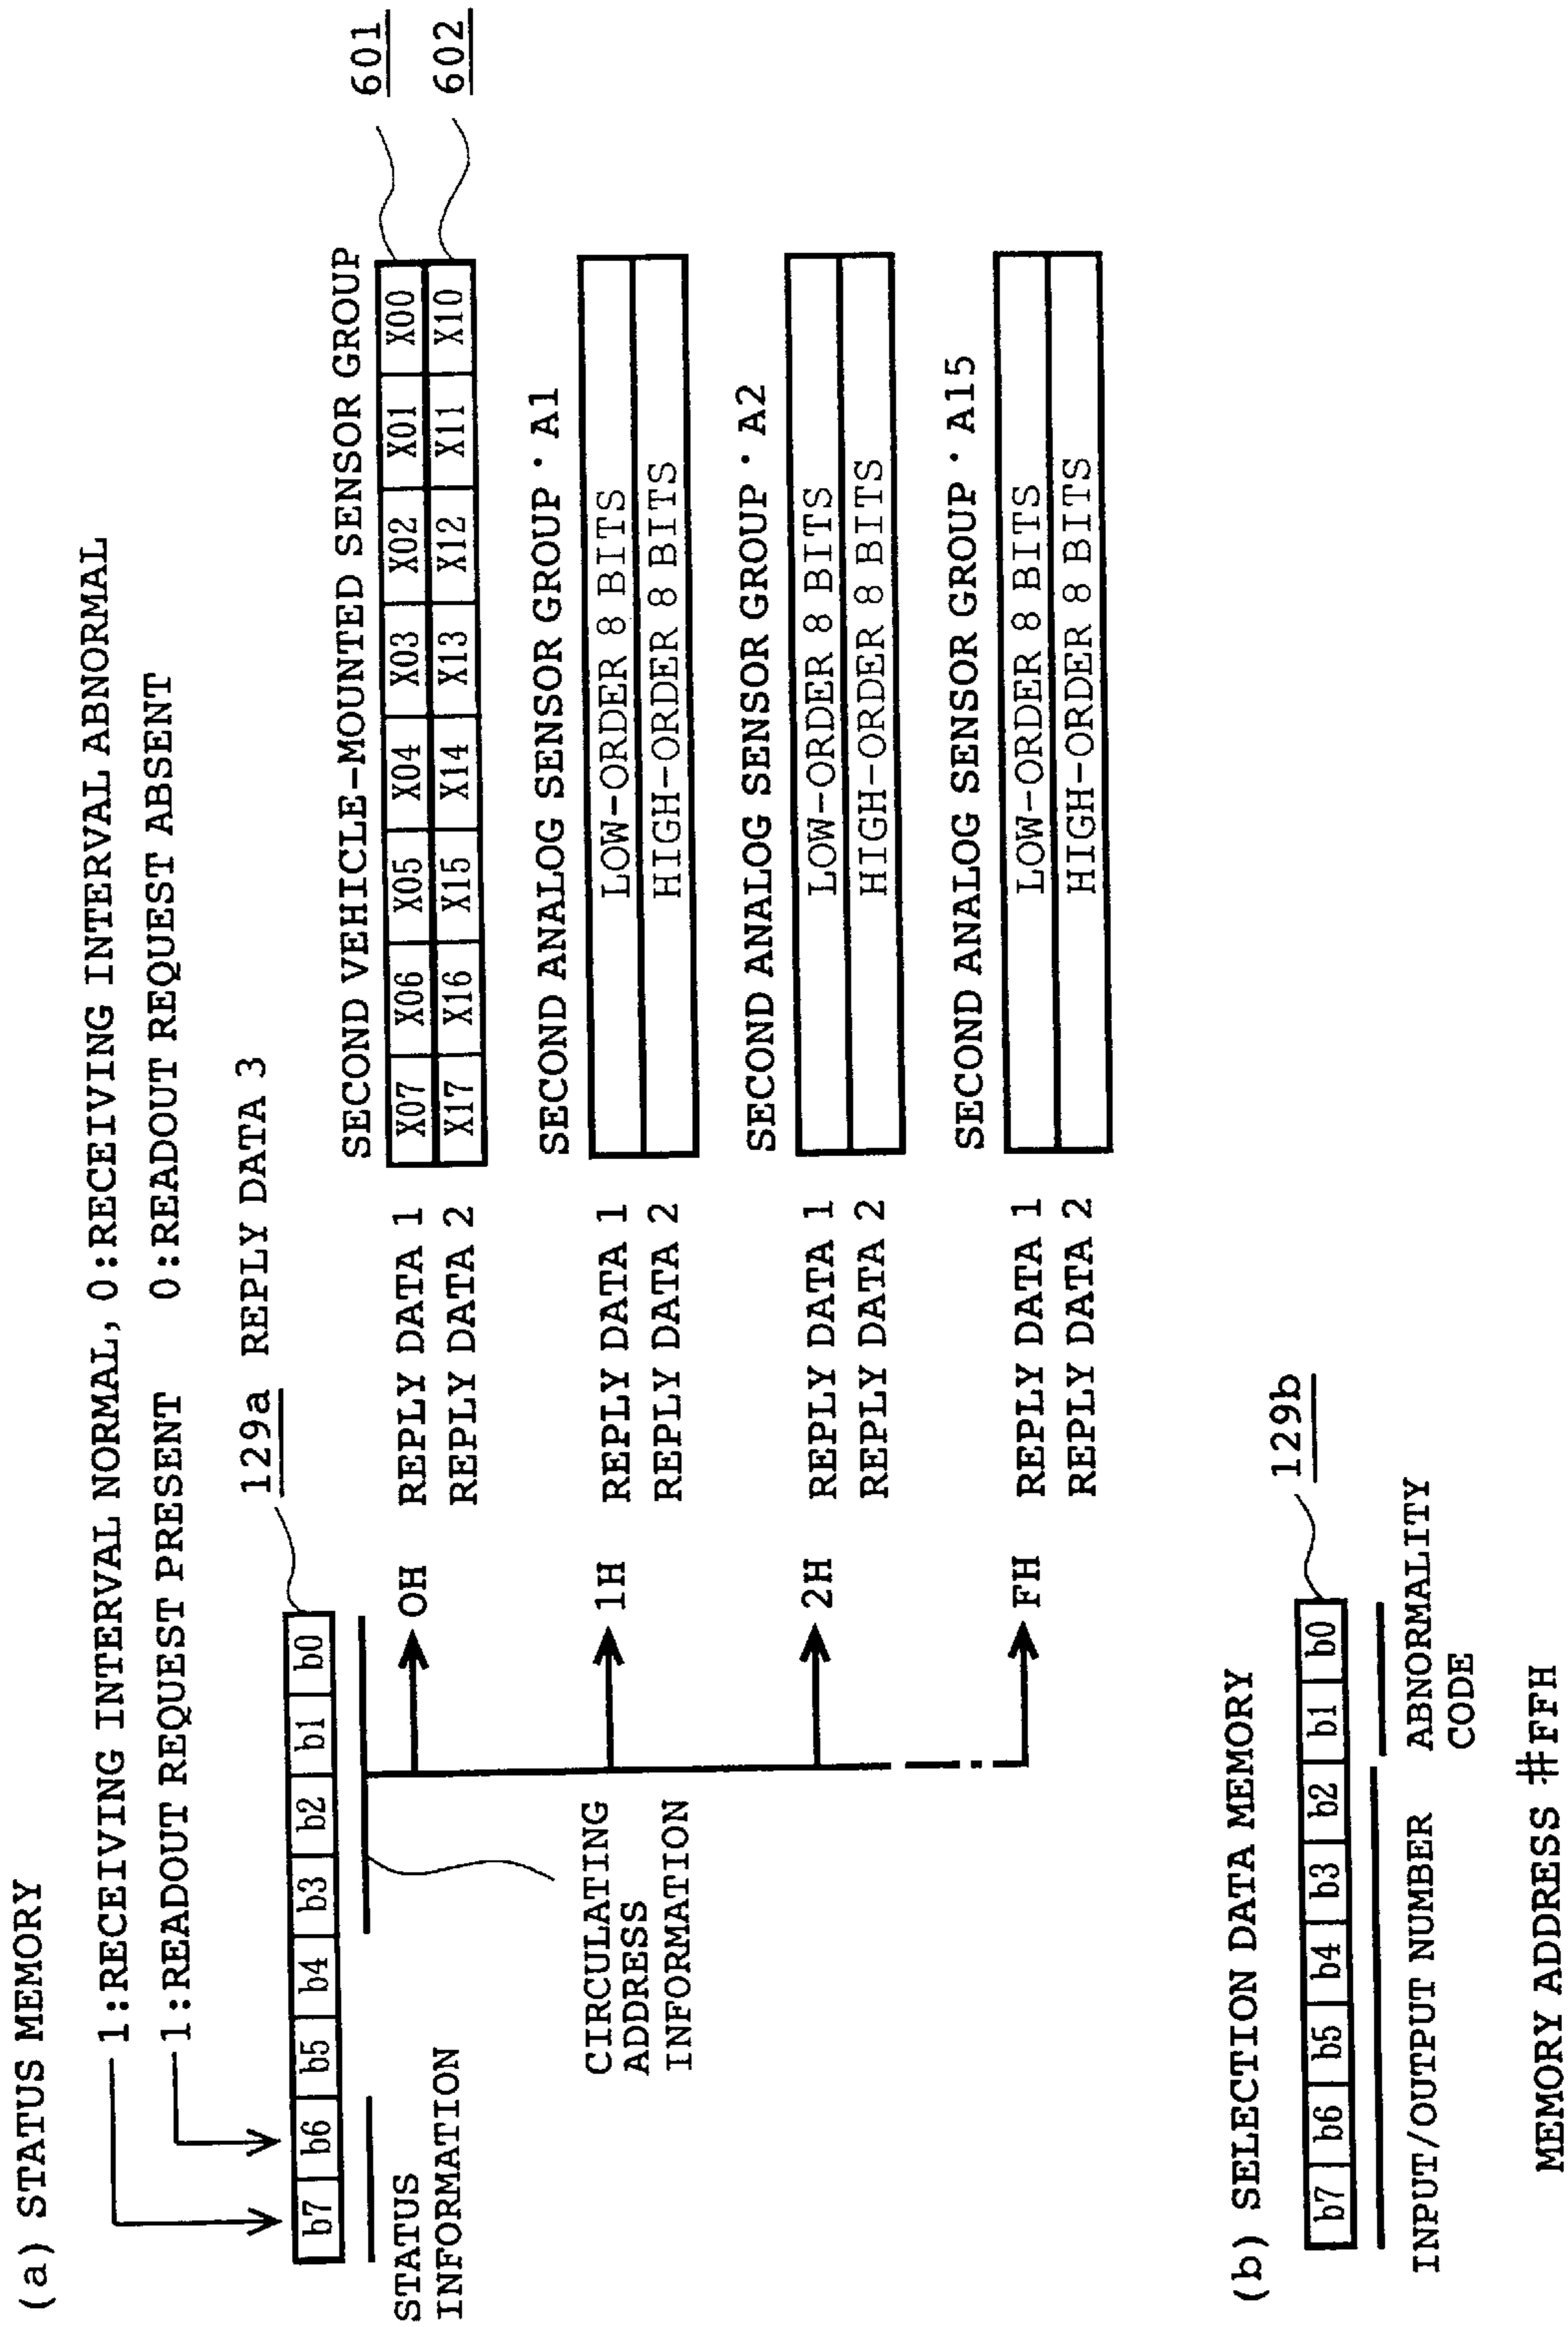 (a) STATUS MEMORY
1:RECEIVING INTERVAL NORMAL, 0:RECEIVING INTERVAL ABNORMAL
1:READOUT REQUEST PRESENT 0:READOUT REQUEST ABSENT
129a REPLY DATA 3
b7 b6 b5 b4 b3 b2 b1 b0
STATUS
INFORMATION
CIRCULATING
ADDRESS
INFORMATION
SECOND VEHICLE-MOUNTED SENSOR GROUP
0H REPLY DATA 1 X07 X06 X05 X04 X03 X02 X01 X00 601
REPLY DATA 2 X17 X16 X15 X14 X13 X12 X11 X10 602
SECOND ANALOG SENSOR GROUP · A1
1H REPLY DATA 1 LOW-ORDER 8 BITS
REPLY DATA 2 HIGH-ORDER 8 BITS
SECOND ANALOG SENSOR GROUP · A2
2H REPLY DATA 1 LOW-ORDER 8 BITS
REPLY DATA 2 HIGH-ORDER 8 BITS
SECOND ANALOG SENSOR GROUP · A15
FH REPLY DATA 1 LOW-ORDER 8 BITS
REPLY DATA 2 HIGH-ORDER 8 BITS
(b) SELECTION DATA MEMORY
129b
b7 b6 b5 b4 b3 b2 b1 b0
INPUT/OUTPUT NUMBER
ABNORMALITY
CODE
MEMORY ADDRESS #FFH